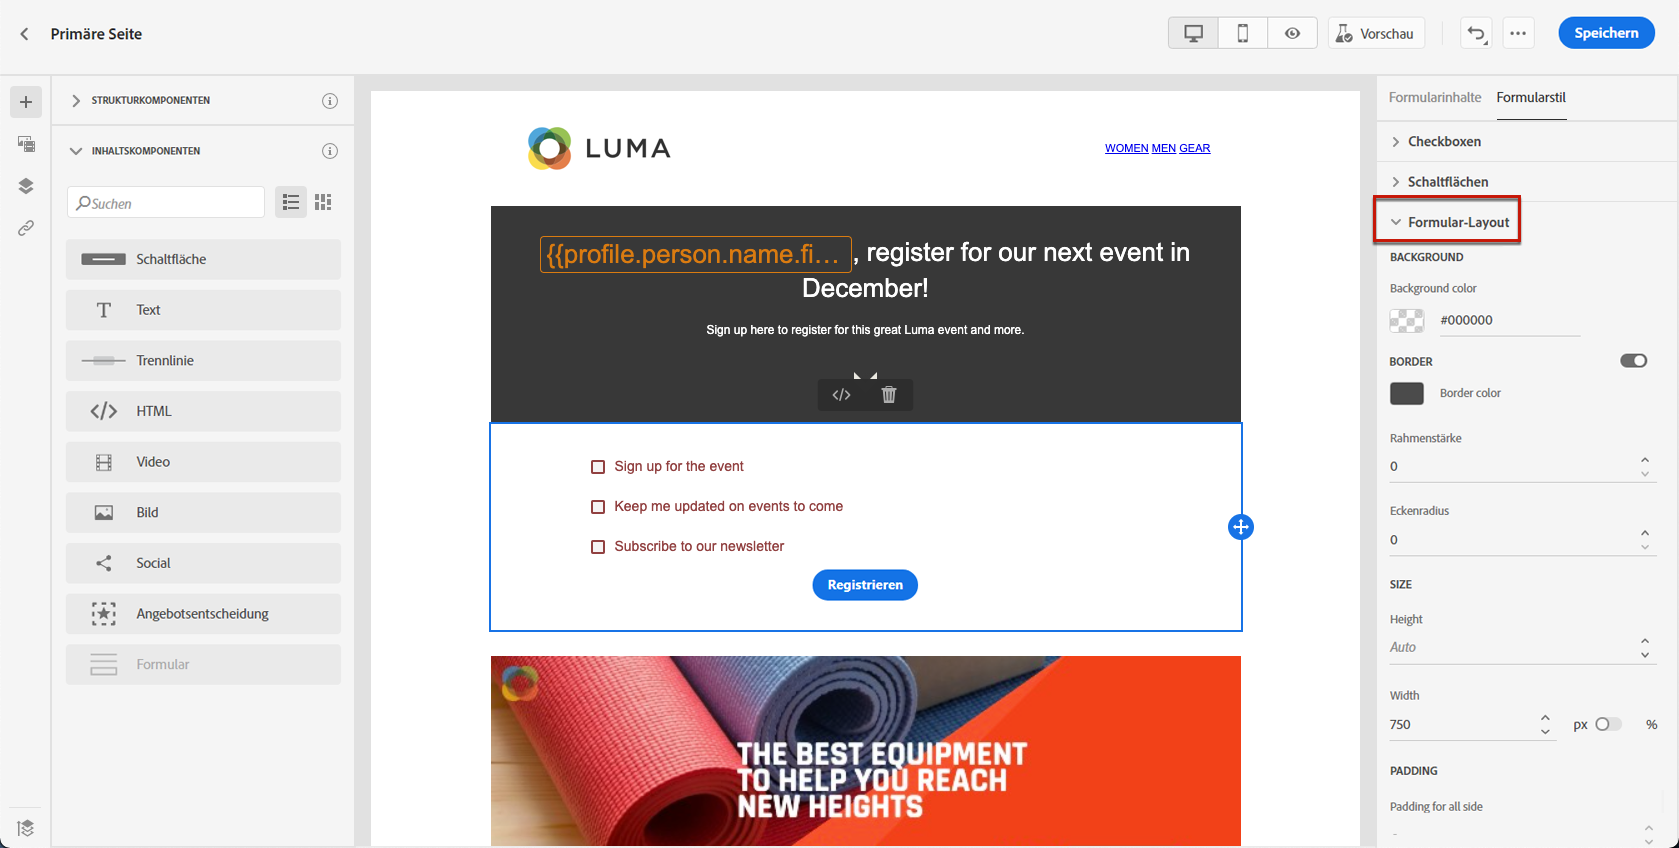 Primäre Seite
Vorschau
Speichern
STRUKTURKOMPONENTEN
INHALTSKOMPONENTEN
Suchen
Schaltfläche
Text
Trennlinie
HTML
Video
Bild
Social
Angebotsentscheidung
Formular
LUMA
WOMEN MEN GEAR
{{profile.person.name.fi... , register for our next event in
December!
Sign up here to register for this great Luma event and more.
Sign up for the event
Keep me updated on events to come
Subscribe to our newsletter
Registrieren
THE BEST EQUIPMENT
TO HELP YOU REACH
NEW HEIGHTS
Formularinhalte Formularstil
Checkboxen
Schaltflächen
Formular-Layout
BACKGROUND
Background color
#000000
BORDER
Border color
Rahmenstärke
0
Eckenradius
0
SIZE
Height
Auto
Width
750 px %
PADDING
Padding for all side
-